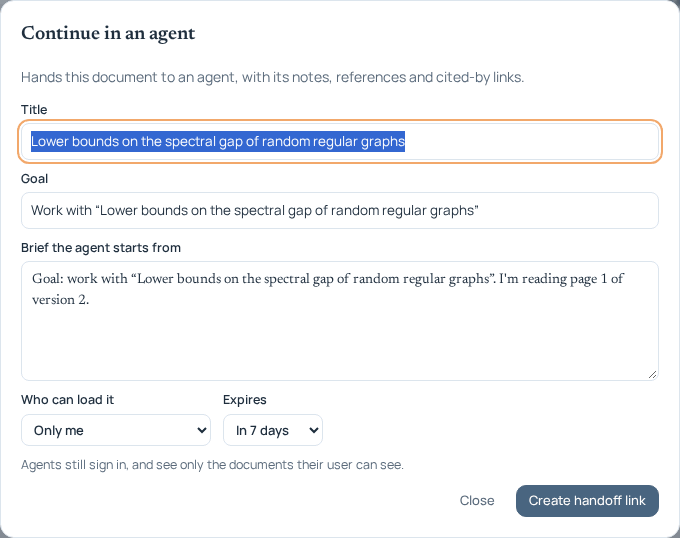 Continue in an agent
Hands this document to an agent, with its notes, references and cited-by links.
Title
Lower bounds on the spectral gap of random regular graphs
Goal
Work with “Lower bounds on the spectral gap of random regular graphs”
Brief the agent starts from
Goal: work with “Lower bounds on the spectral gap of random regular graphs”. I'm reading page 1 of
version 2.
Who can load it
Expires
Only me
In 7 days
Agents still sign in, and see only the documents their user can see.
Close
Create handoff link